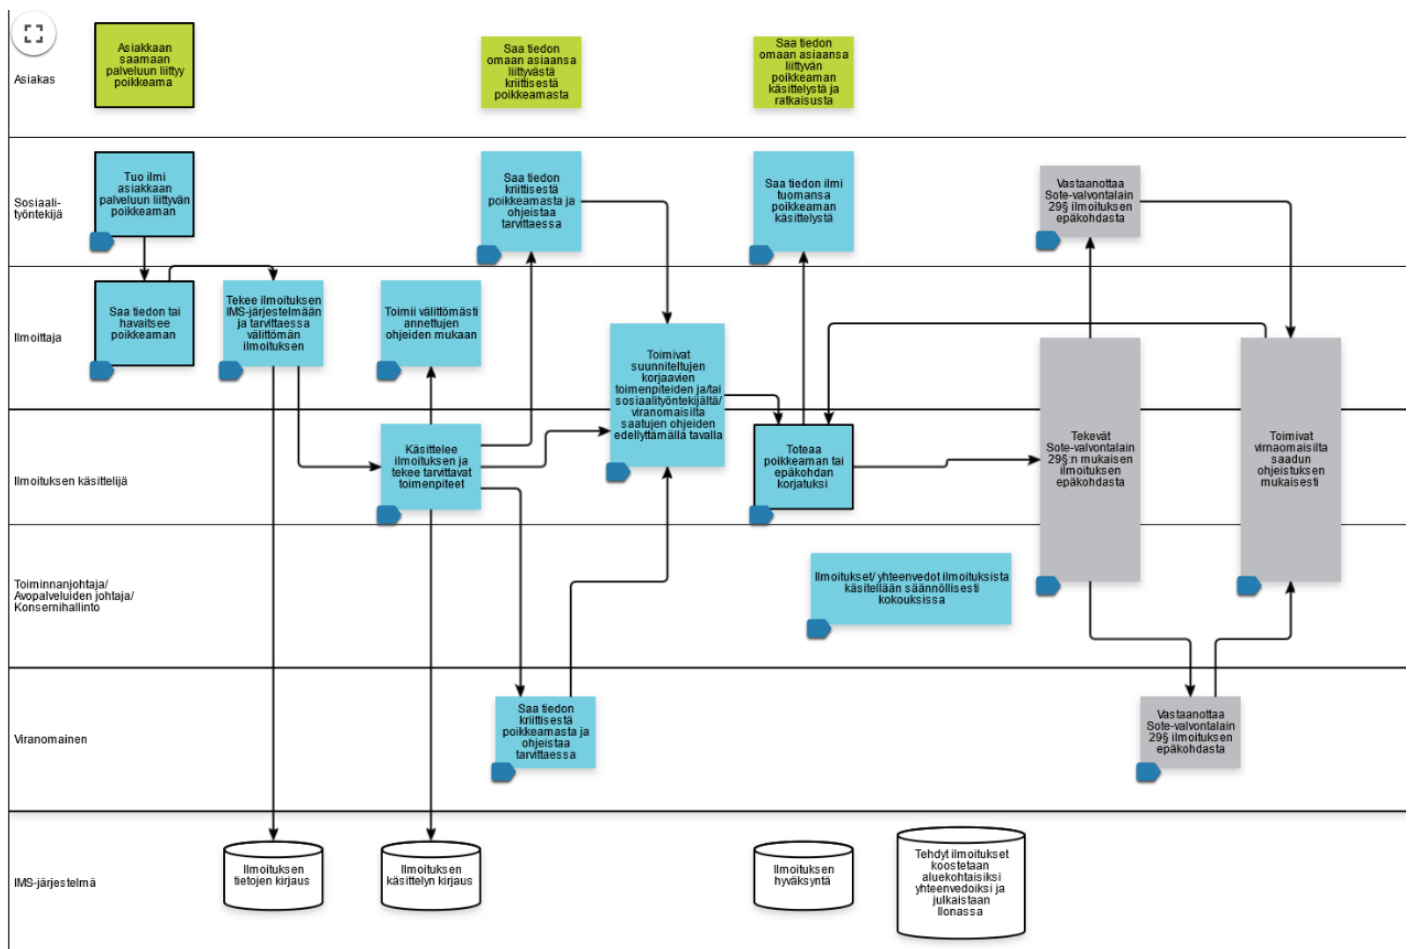 Asiakas
Asiakkaan
saamaan
palveluun liittyy
poikkeama
Saa tiedon
omaan asiaansa
liittyvästä
kriittisestä
poikkeamasta
Saa tiedon
omaan asiaansa
liittyvän
poikkeaman
käsittelystä ja
ratkaisusta
Sosiaali-
työntekijä
Tuo ilmi
asiakkaan
palveluun liittyvän
poikkeaman
Saa tiedon
kriittisestä
poikkeamasta ja
ohjeistaa
tarvittaessa
Saa tiedon ilmi
tuomansa
poikkeaman
käsittelystä
Vastaanottaa
Sote-valvontalain
29§ ilmoituksen
epäkohdasta
Ilmoittaja
Saa tiedon tai
havaitsee
poikkeaman
Tekee ilmoituksen
IMS-järjestelmään
ja tarvittaessa
välittömän
ilmoituksen
Toimii välittömästi
annettujen
ohjeiden mukaan
Toimivat
suunniteltujen
korjaavien
toimenpiteiden ja/tai
sosiaalityöntekijältä/
viranomaisilta
saatujen ohjeiden
edellyttämällä tavalla
Ilmoituksen käsittelijä
Käsittelee
ilmoituksen ja
tekee tarvittavat
toimenpiteet
Toteaa
poikkeaman tai
epäkohdan
korjatuksi
Tekevät
Sote-valvontalain
29§:n mukaisen
ilmoituksen
epäkohdasta
Toimivat
virnaomaisilta
saadun
ohjeistuksen
mukaisesti
Toiminnanjohtaja/
Avopalveluiden johtaja/
Konsernihallinto
Ilmoitukset/ yhteenvedot ilmoituksista
käsitellään säännöllisesti
kokouksissa
Viranomainen
Saa tiedon
kriittisestä
poikkeamasta ja
ohjeistaa
tarvittaessa
Vastaanottaa
Sote-valvontalain
29§ ilmoituksen
epäkohdasta
IMS-järjestelmä
Ilmoituksen
tietojen kirjaus
Ilmoituksen
käsittelyn kirjaus
Ilmoituksen
hyväksyntä
Tehdyt ilmoitukset
koostetaan
aluekohtaisiksi
yhteenvedoiksi ja
julkaistaan
Ilonassa